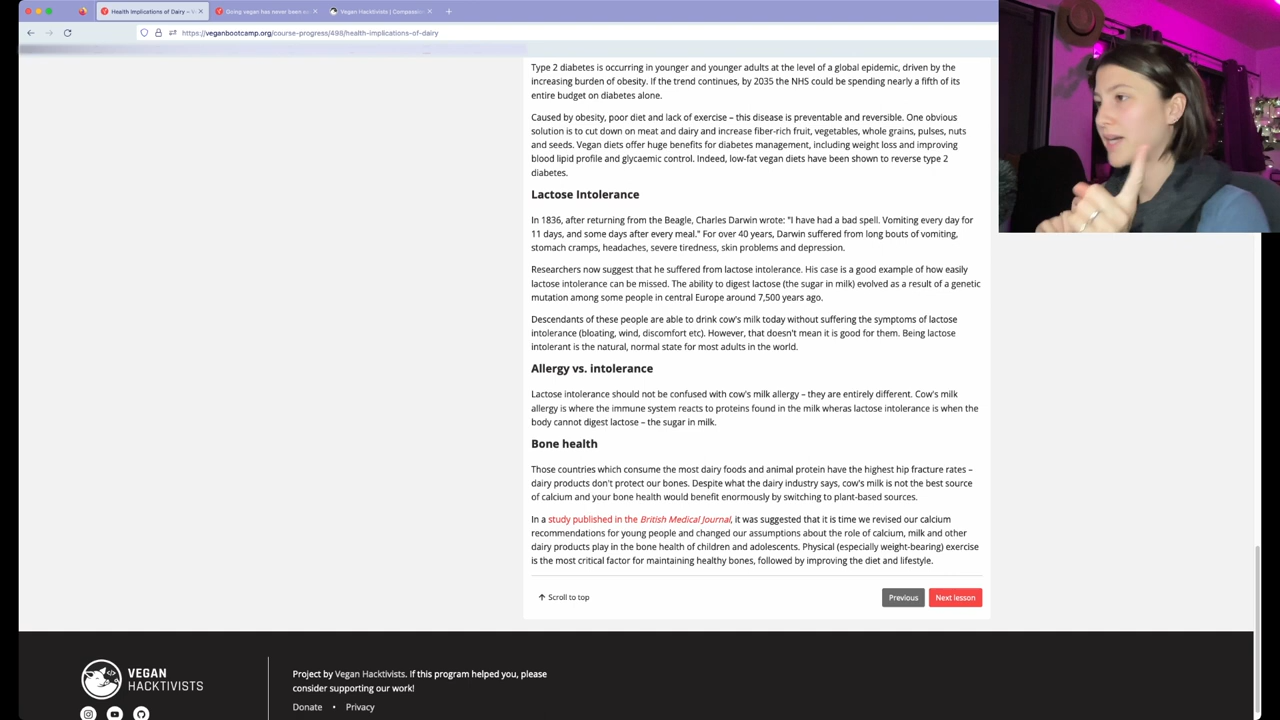 Health Implications of Dairy –
Going vegan has never been
Vegan Hacktivists | Compassion
https://veganbootcamp.org/course-progress/498/health-implications-of-dairy
Type 2 diabetes is occurring in younger and younger adults at the level of a global epidemic, driven by the
increasing burden of obesity. If the trend continues, by 2035 the NHS could be spending nearly a fifth of its
entire budget on diabetes alone.
Caused by obesity, poor diet and lack of exercise – this disease is preventable and reversible. One obvious
solution is to cut down on meat and dairy and increase fiber-rich fruit, vegetables, whole grains, pulses, nuts
and seeds. Vegan diets offer huge benefits for diabetes management, including weight loss and improving
blood lipid profile and glycaemic control. Indeed, low-fat vegan diets have been shown to reverse type 2
diabetes.
Lactose Intolerance
In 1836, after returning from the Beagle, Charles Darwin wrote: "I have had a bad spell. Vomiting every day for
11 days, and some days after every meal." For over 40 years, Darwin suffered from long bouts of vomiting,
stomach cramps, headaches, severe tiredness, skin problems and depression.
Researchers now suggest that he suffered from lactose intolerance. His case is a good example of how easily
lactose intolerance can be missed. The ability to digest lactose (the sugar in milk) evolved as a result of a genetic
mutation among some people in central Europe around 7,500 years ago.
Descendants of these people are able to drink cow's milk today without suffering the symptoms of lactose
intolerance (bloating, wind, discomfort etc). However, that doesn't mean it is good for them. Being lactose
intolerant is the natural, normal state for most adults in the world.
Allergy vs. intolerance
Lactose intolerance should not be confused with cow's milk allergy – they are entirely different. Cow's milk
allergy is where the immune system reacts to proteins found in the milk wheras lactose intolerance is when the
body cannot digest lactose – the sugar in milk.
Bone health
Those countries which consume the most dairy foods and animal protein have the highest hip fracture rates –
dairy products don't protect our bones. Despite what the dairy industry says, cow's milk is not the best source
of calcium and your bone health would benefit enormously by switching to plant-based sources.
In a study published in the British Medical Journal, it was suggested that it is time we revised our calcium
recommendations for young people and changed our assumptions about the role of calcium, milk and other
dairy products play in the bone health of children and adolescents. Physical (especially weight-bearing) exercise
is the most critical factor for maintaining healthy bones, followed by improving the diet and lifestyle.
↑ Scroll to top
Previous
Next lesson
VEGAN
HACKTIVISTS
Project by Vegan Hacktivists. If this program helped you, please
consider supporting our work!
Donate • Privacy